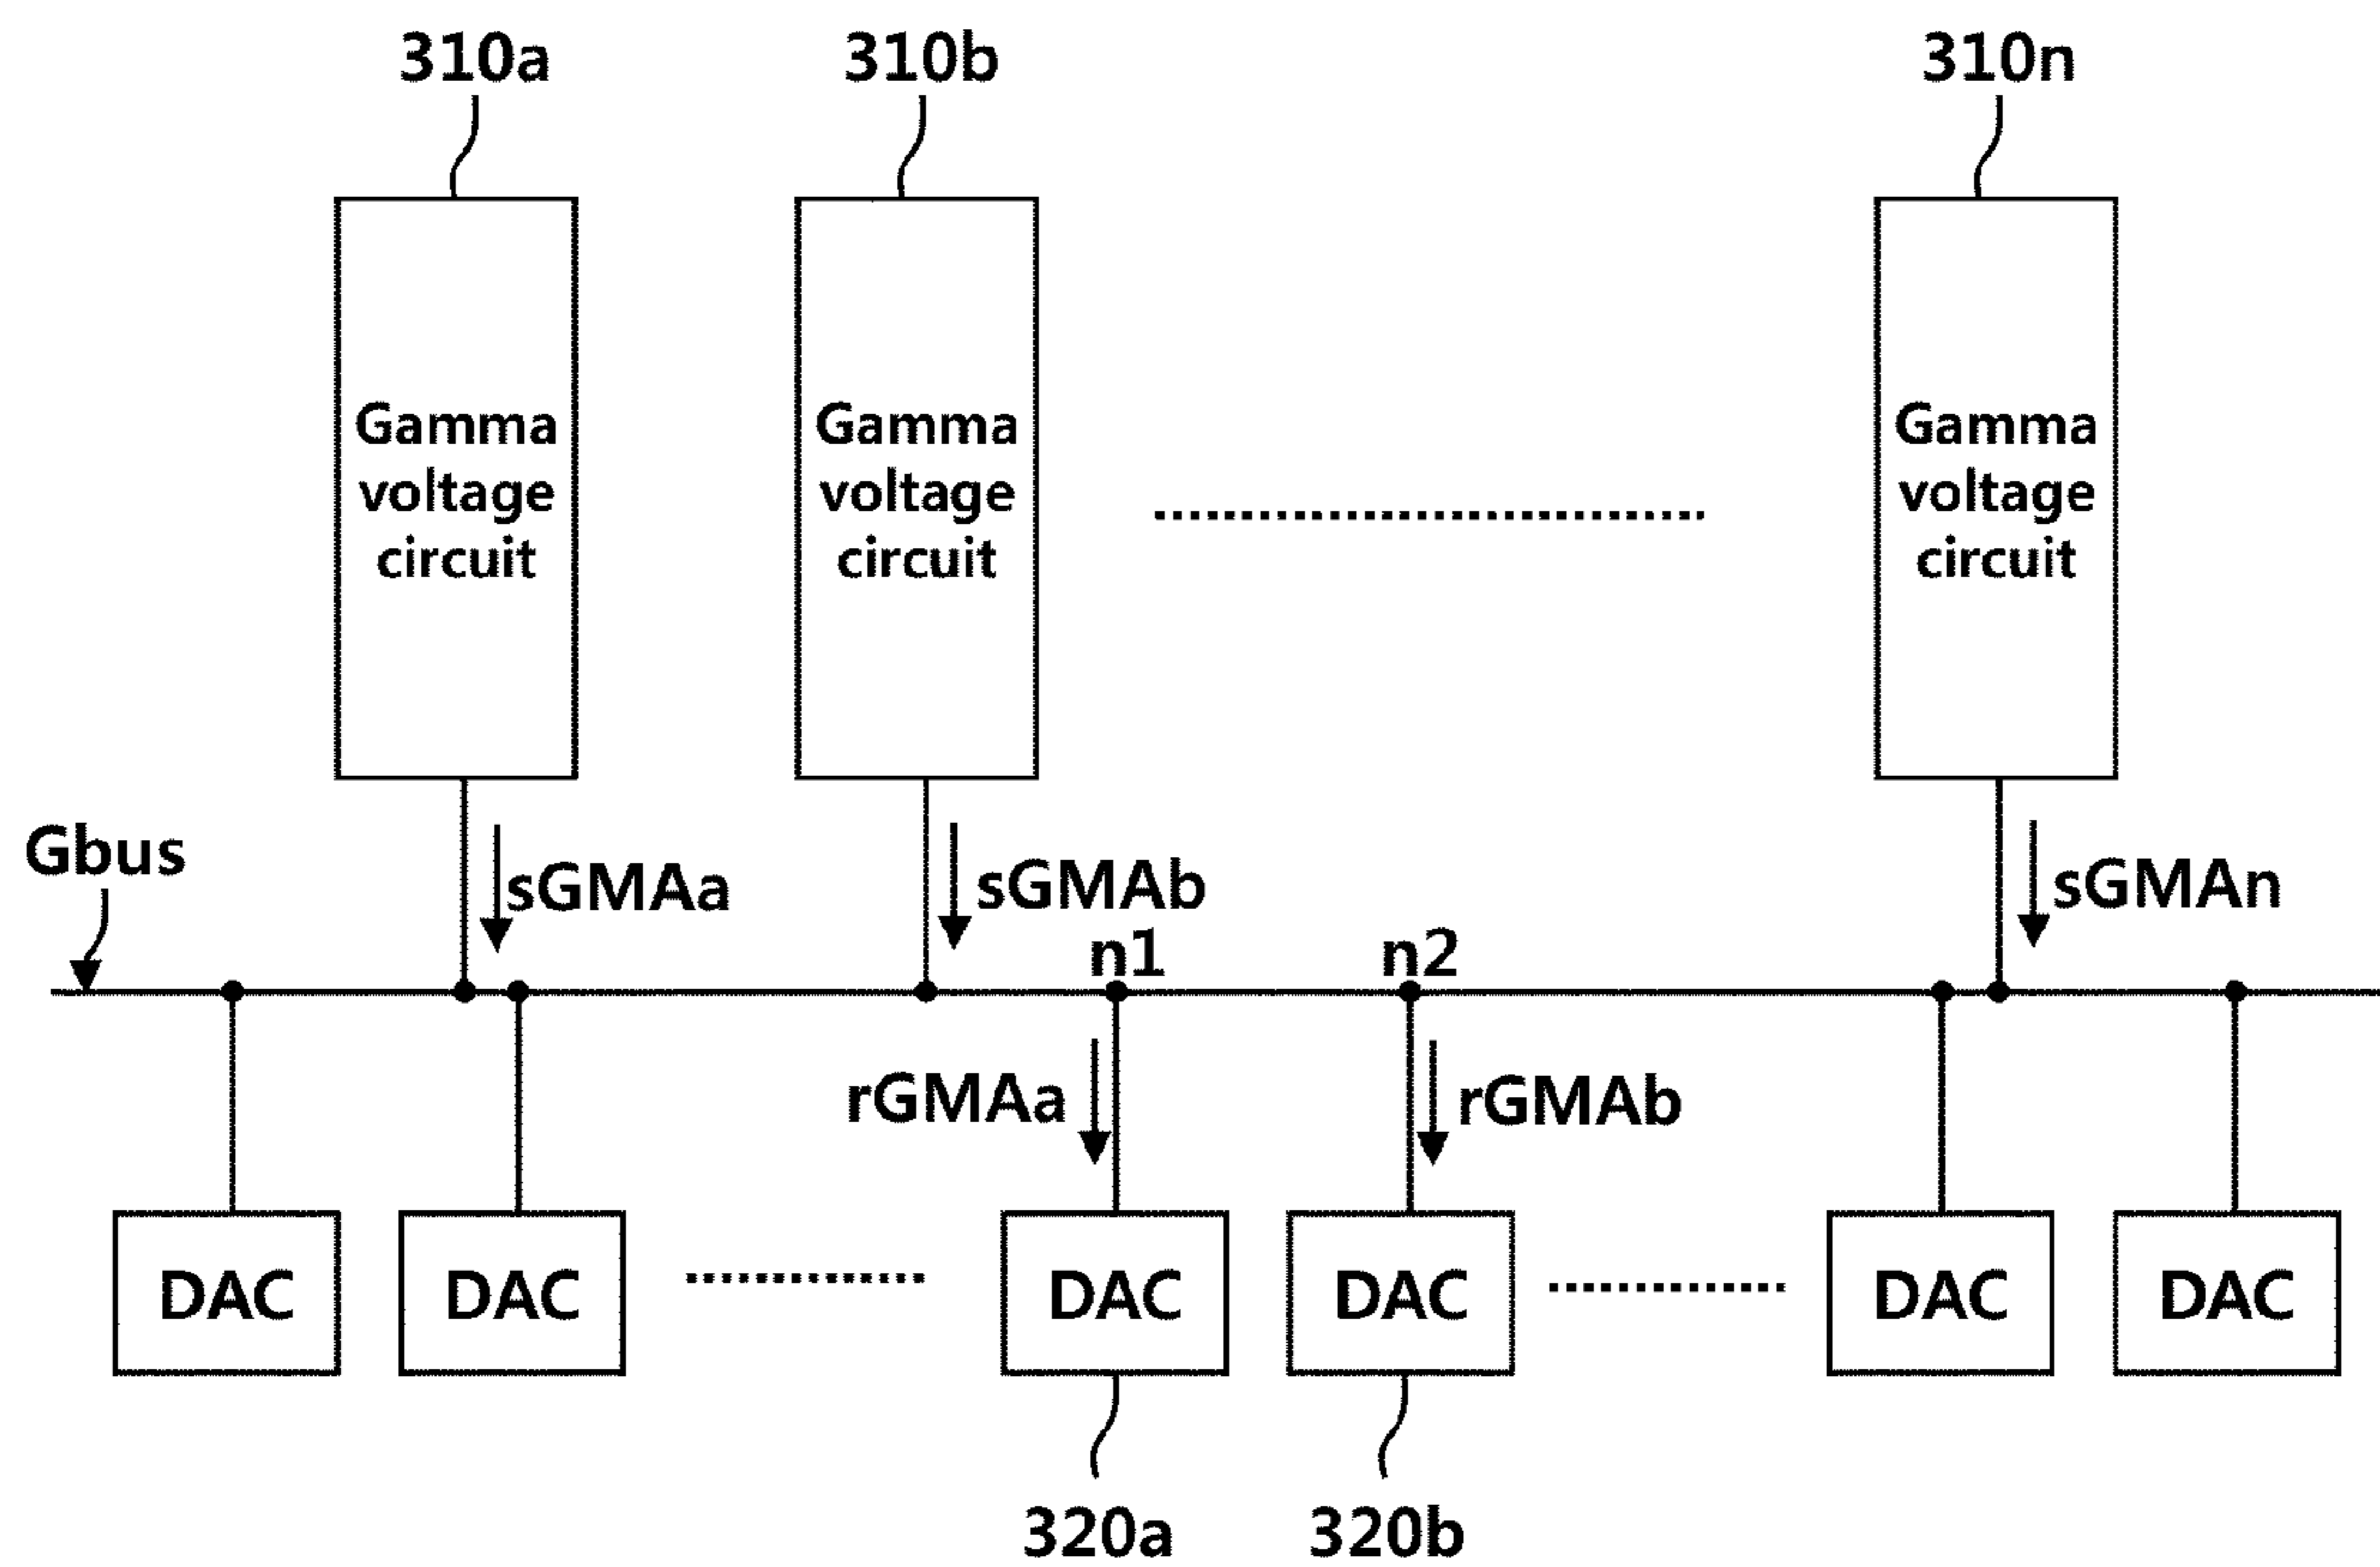 310a
310b
310n
Gamma
voltage
circuit
Gamma
voltage
circuit
Gamma
voltage
circuit
Gbus
sGMAa
sGMAb
sGMAn
n1
n2
rGMAa
rGMAb
DAC
DAC
DAC
DAC
DAC
DAC
320a
320b